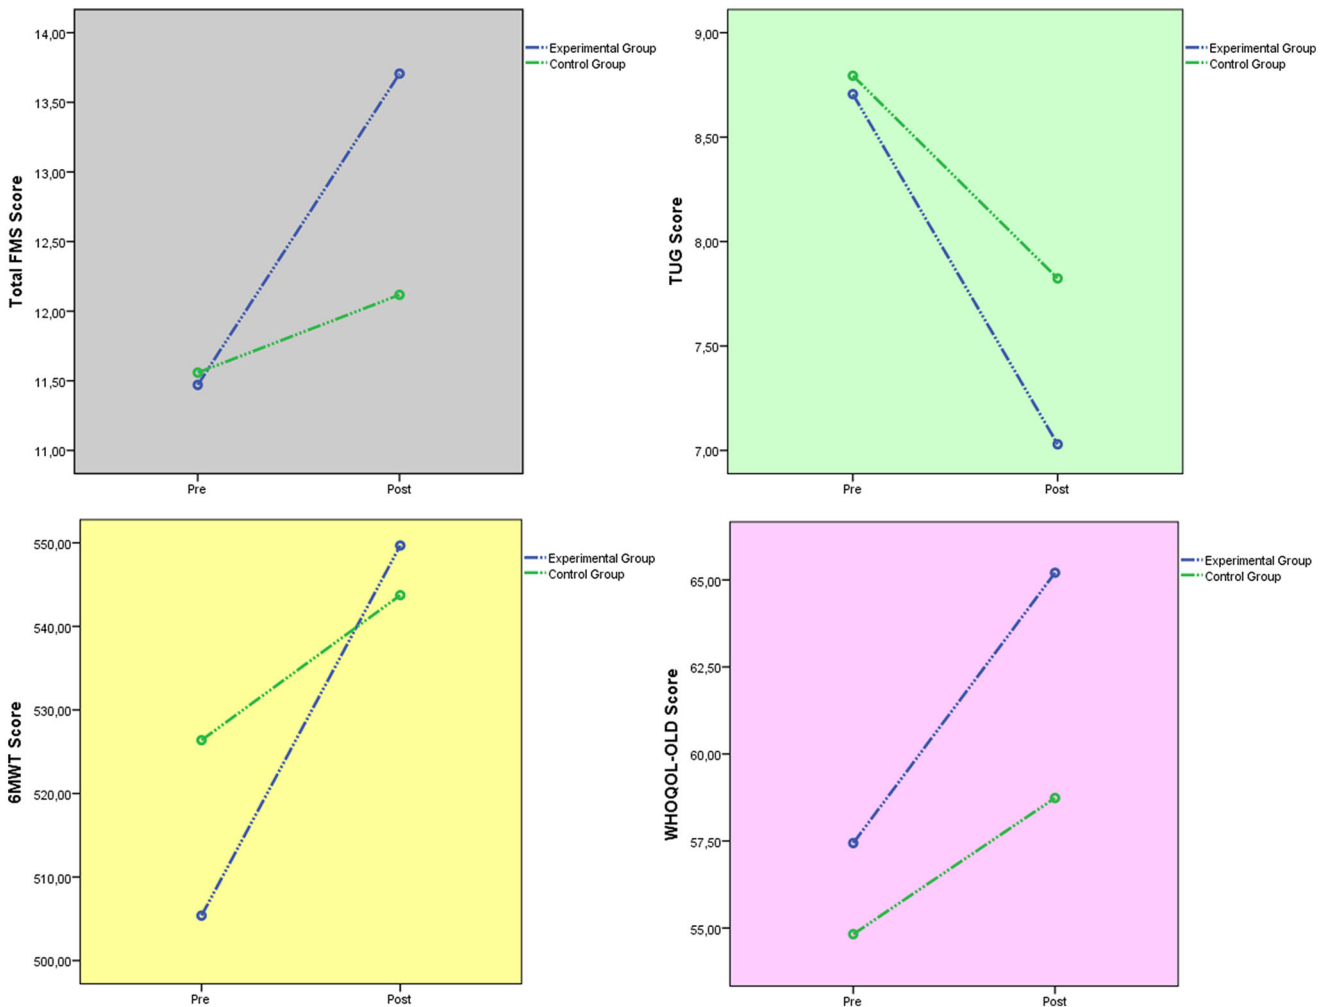 Total FMS Score
14,00
13,50
13,00
12,50
12,00
11,50
11,00
Pre
Post
Experimental Group
Control Group
TUG Score
9,00
8,50
8,00
7,50
7,00
Pre
Post
Experimental Group
Control Group
6MWT Score
550,00
540,00
530,00
520,00
510,00
500,00
Pre
Post
Experimental Group
Control Group
WHOQOL-OLD Score
65,00
62,50
60,00
57,50
55,00
Pre
Post
Experimental Group
Control Group